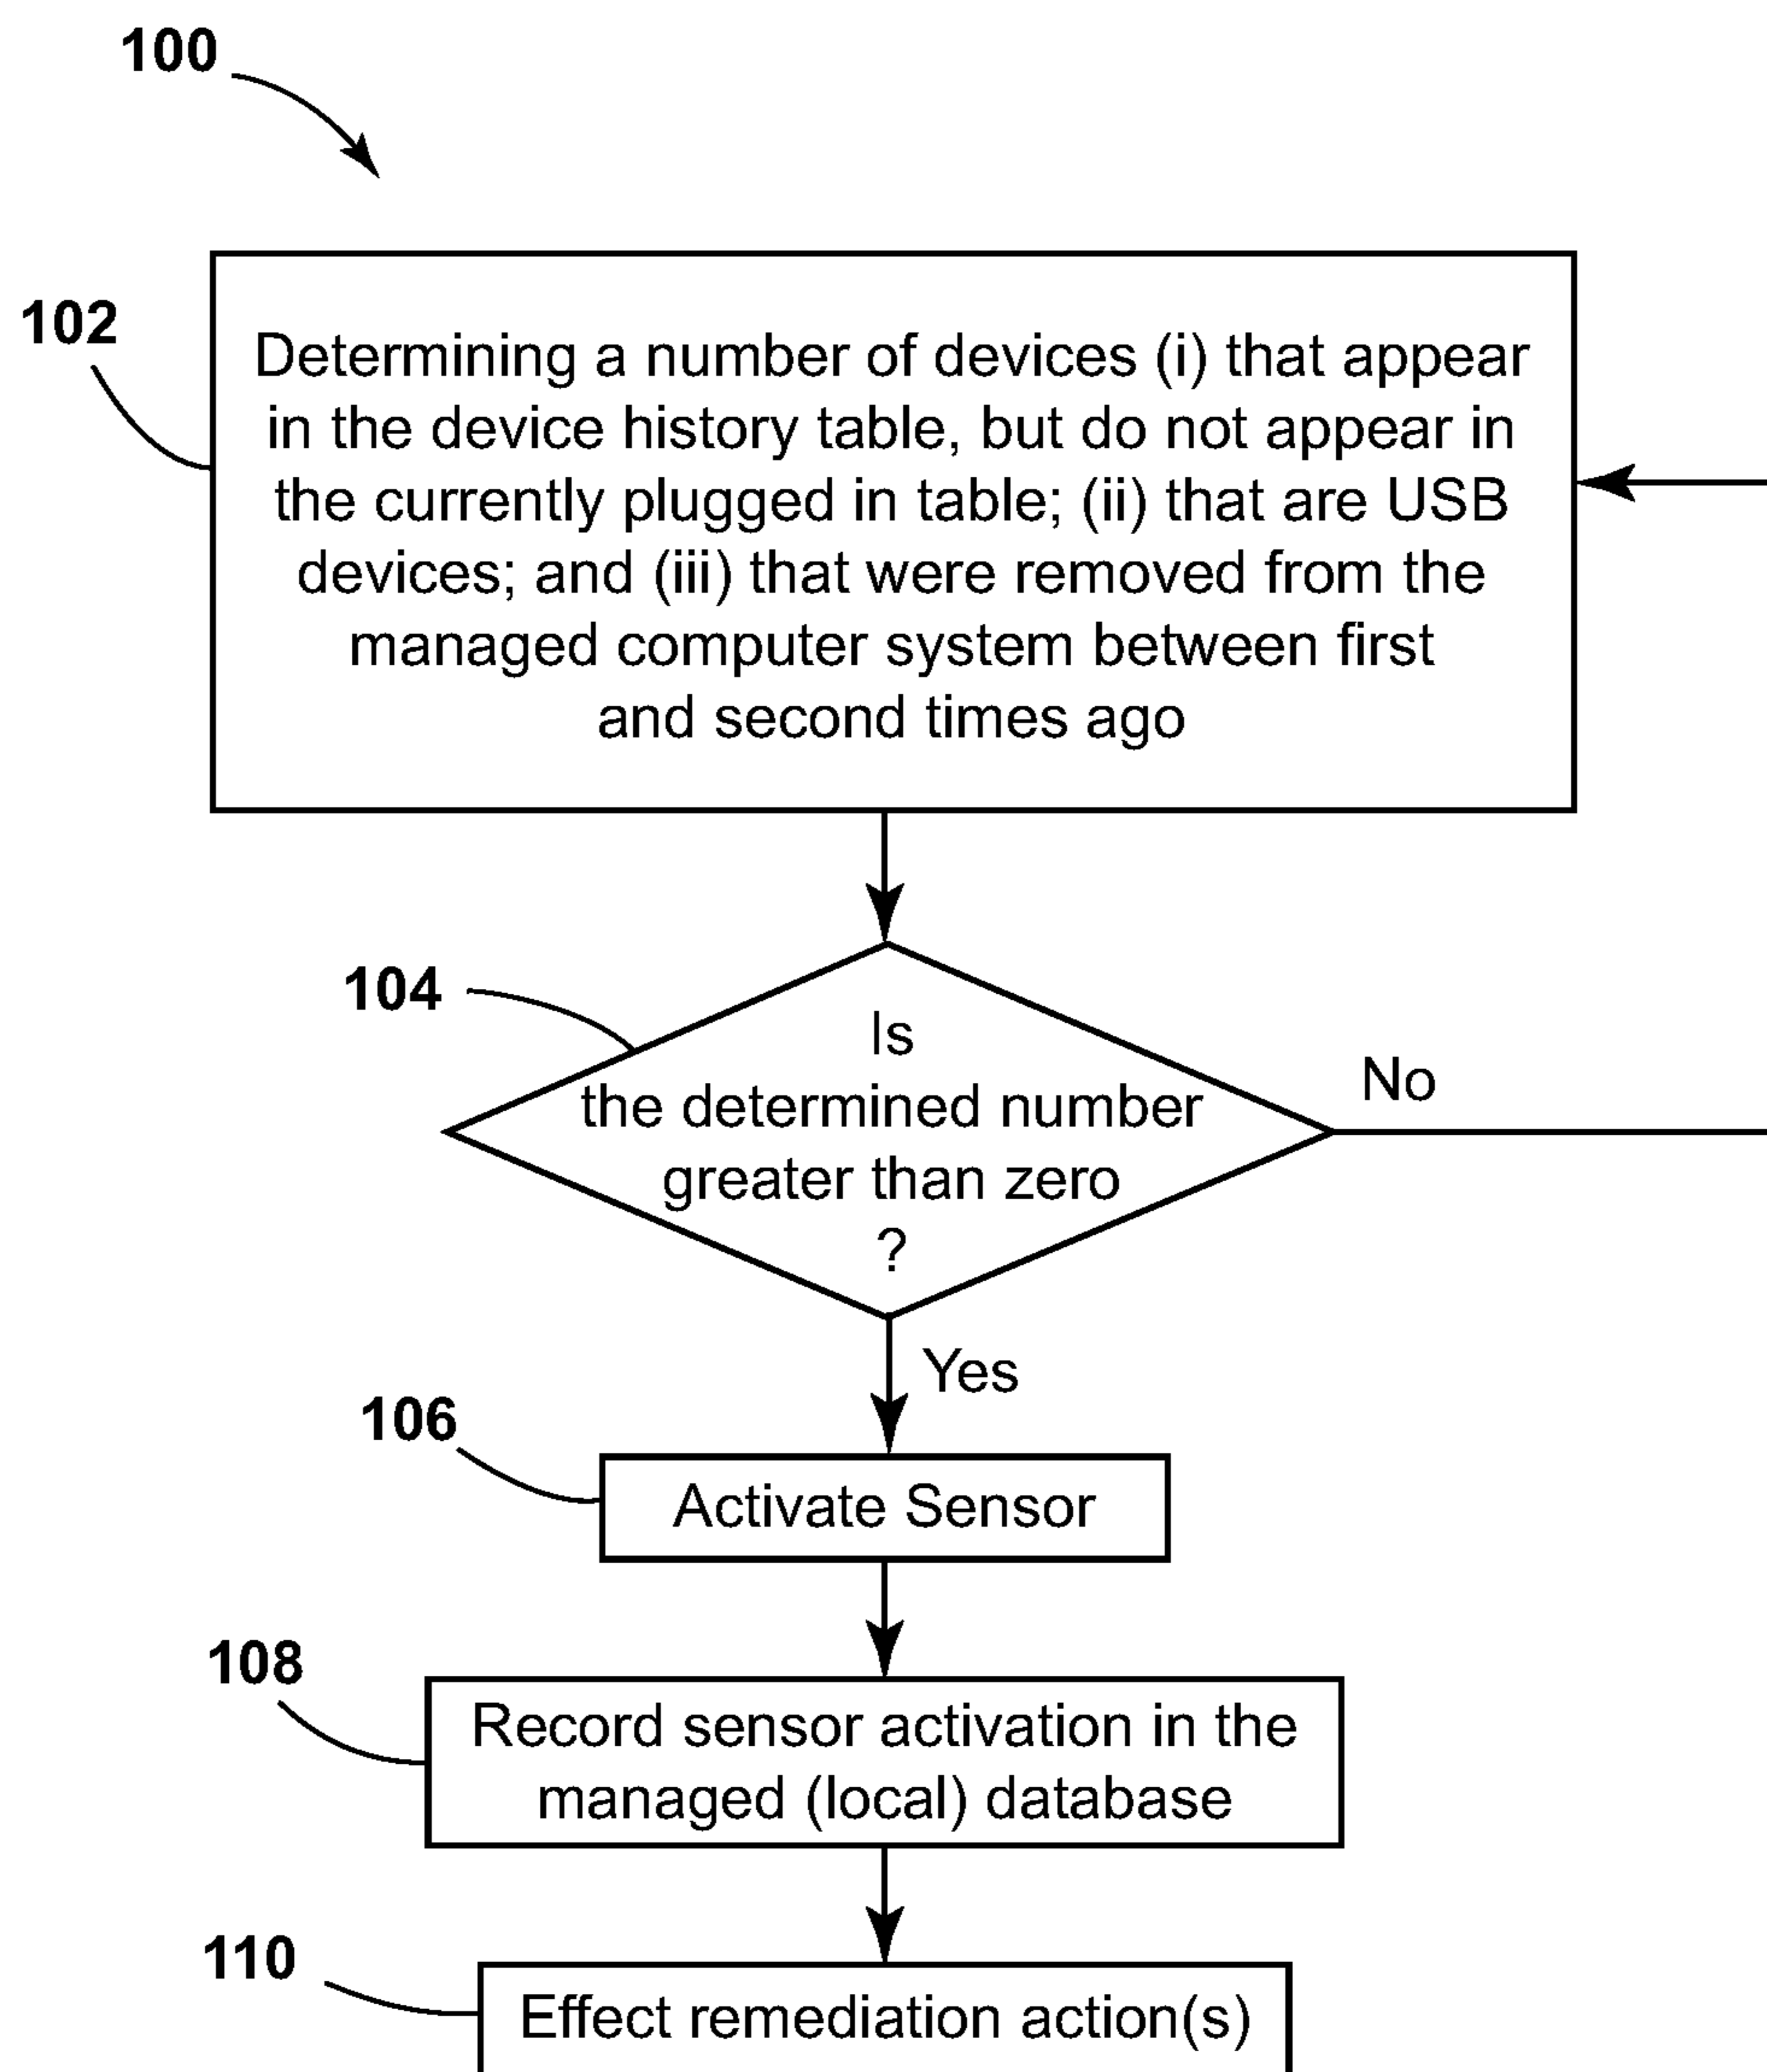 100
102
Determining a number of devices (i) that appear
in the device history table, but do not appear in
the currently plugged in table; (ii) that are USB
devices; and (iii) that were removed from the
managed computer system between first
and second times ago
104
Is
the determined number
greater than zero
?
No
Yes
106
Activate Sensor
108
Record sensor activation in the
managed (local) database
110
Effect remediation action(s)